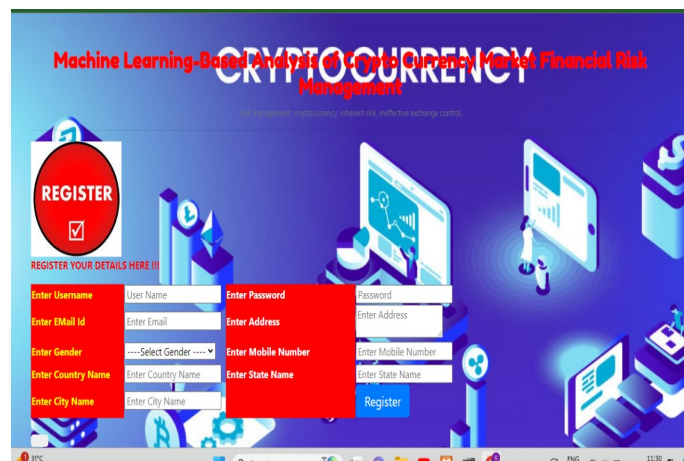 CRYPTOCURRENCY
Machine Learning-Based Analysis of Crypto Currency Market Financial Risk
Management
Risk management, cryptocurrency, inherent risk, ineffective exchange control.
REGISTER
REGISTER YOUR DETAILS HERE !!!
Enter Username User Name Enter Password Password
Enter EMail Id Enter Email Enter Address Enter Address
Enter Gender ----Select Gender ---- Enter Mobile Number Enter Mobile Number
Enter Country Name Enter Country Name Enter State Name Enter State Name
Enter City Name Enter City Name Register
31°C ENG 11:30